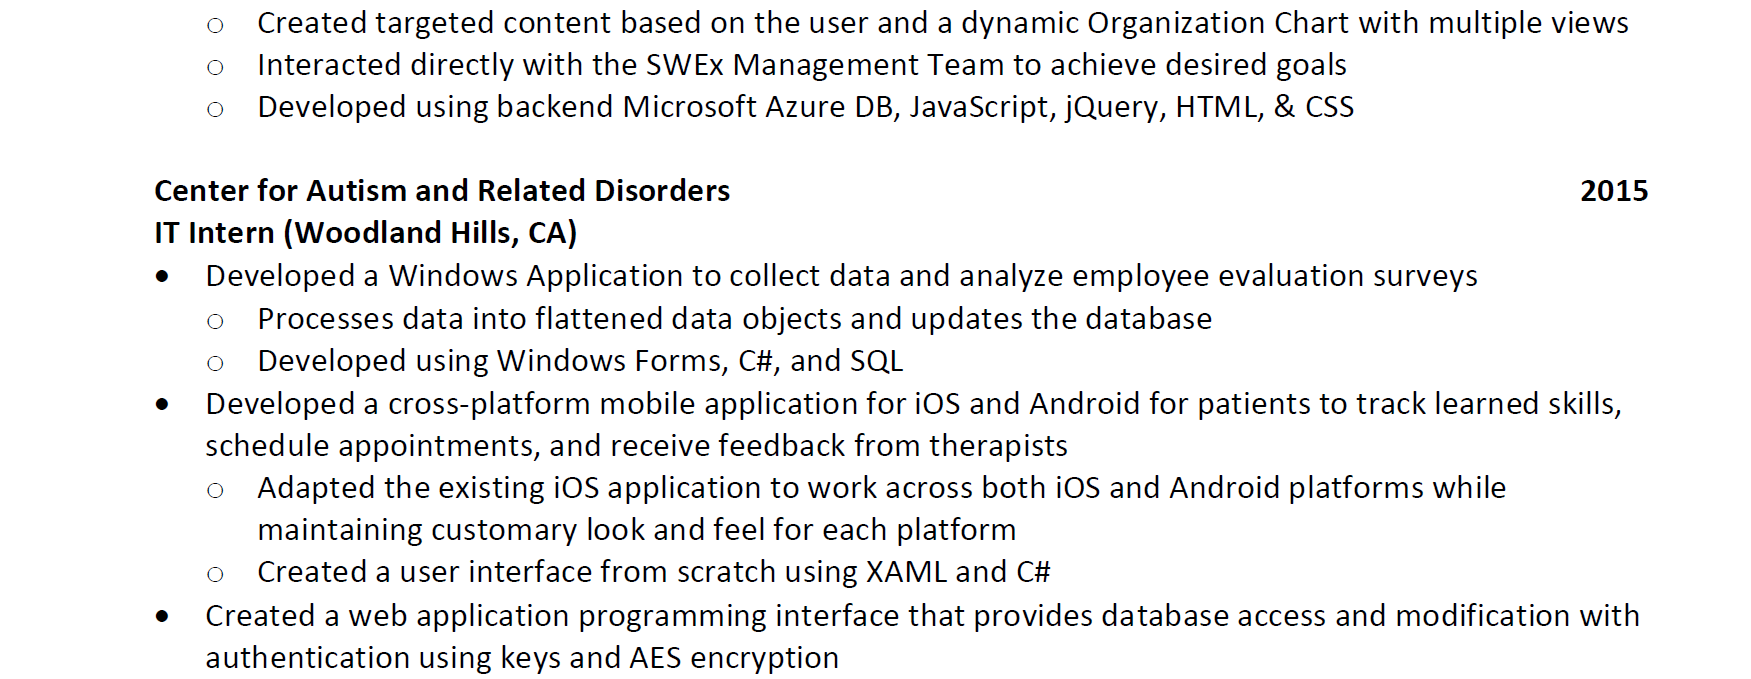 ○ Created targeted content based on the user and a dynamic Organization Chart with multiple views
○ Interacted directly with the SWEx Management Team to achieve desired goals
○ Developed using backend Microsoft Azure DB, JavaScript, jQuery, HTML, & CSS
Center for Autism and Related Disorders 2015
IT Intern (Woodland Hills, CA)
• Developed a Windows Application to collect data and analyze employee evaluation surveys
○ Processes data into flattened data objects and updates the database
○ Developed using Windows Forms, C#, and SQL
• Developed a cross-platform mobile application for iOS and Android for patients to track learned skills,
schedule appointments, and receive feedback from therapists
○ Adapted the existing iOS application to work across both iOS and Android platforms while
maintaining customary look and feel for each platform
○ Created a user interface from scratch using XAML and C#
• Created a web application programming interface that provides database access and modification with
authentication using keys and AES encryption